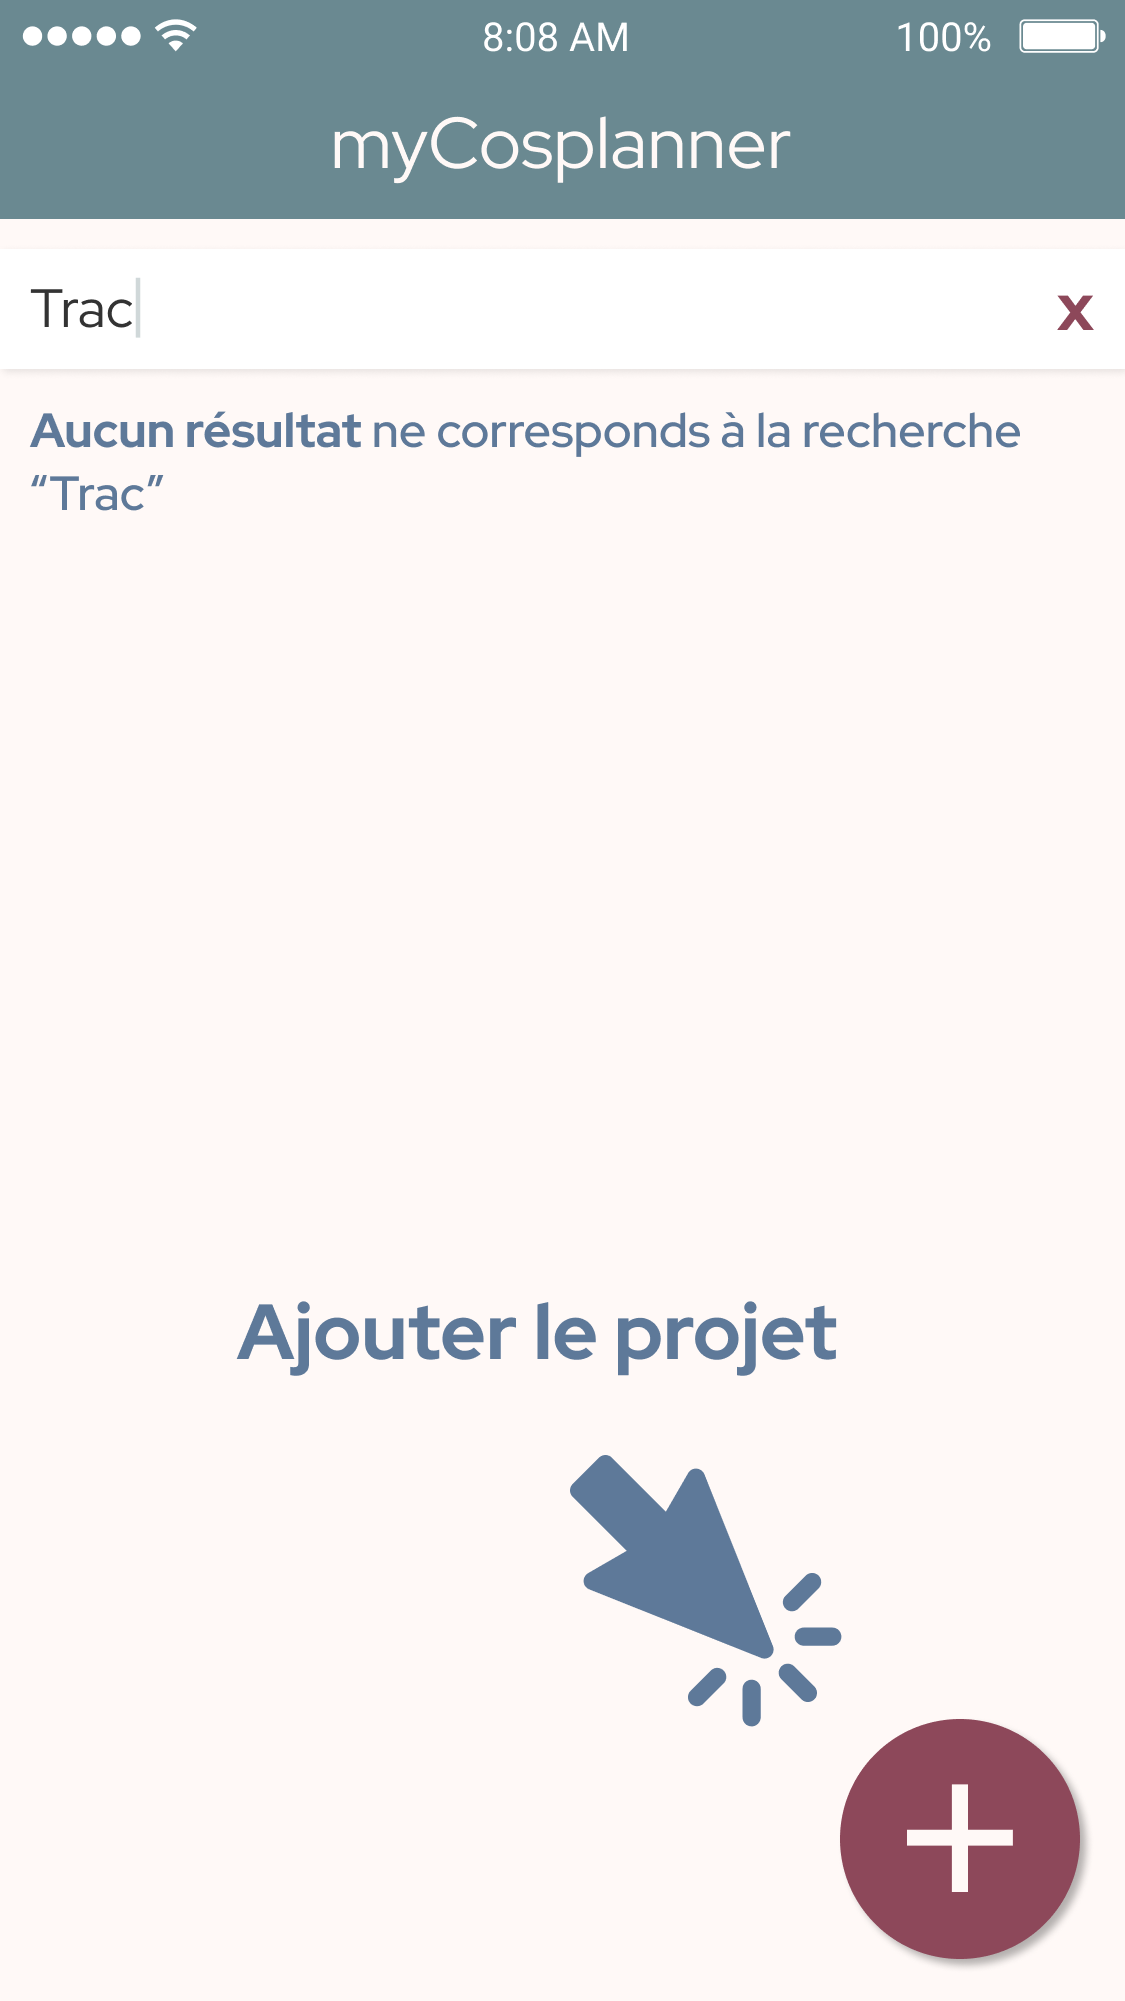 8:08 AM 100%
myCosplanner
Trac x
Aucun résultat ne corresponds à la recherche
“Trac”
Ajouter le projet
+